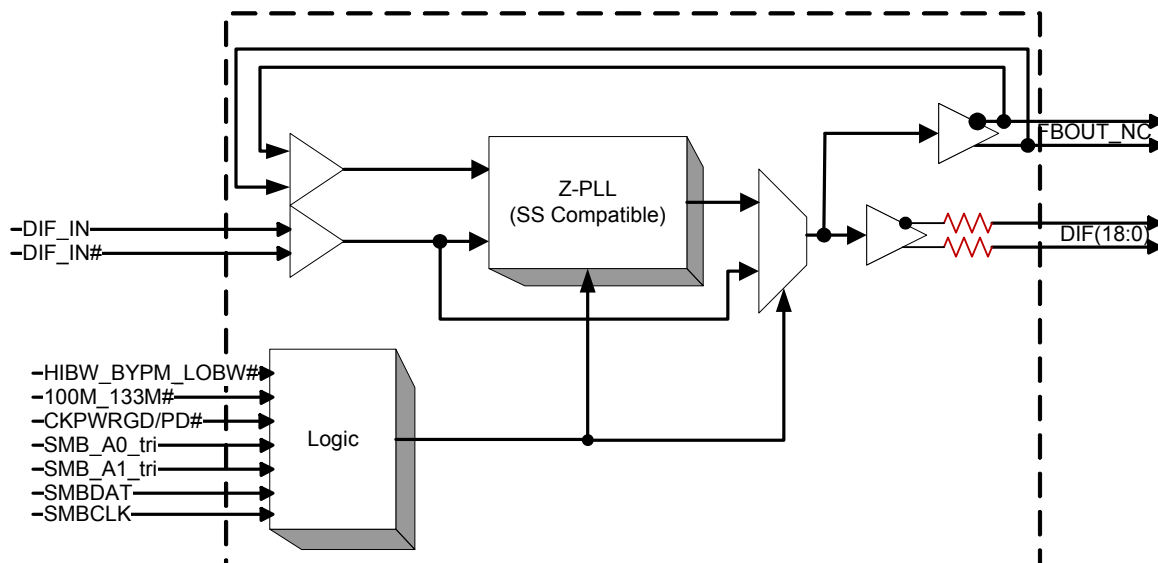 FBOUT_NC
Z-PLL
(SS Compatible)
DIF_IN
DIF_IN#
DIF(18:0)
HIBW_BYPM_LOBW#
100M_133M#
CKPWRGD/PD#
SMB_A0_tri
SMB_A1_tri
SMBDAT
SMBCLK
Logic